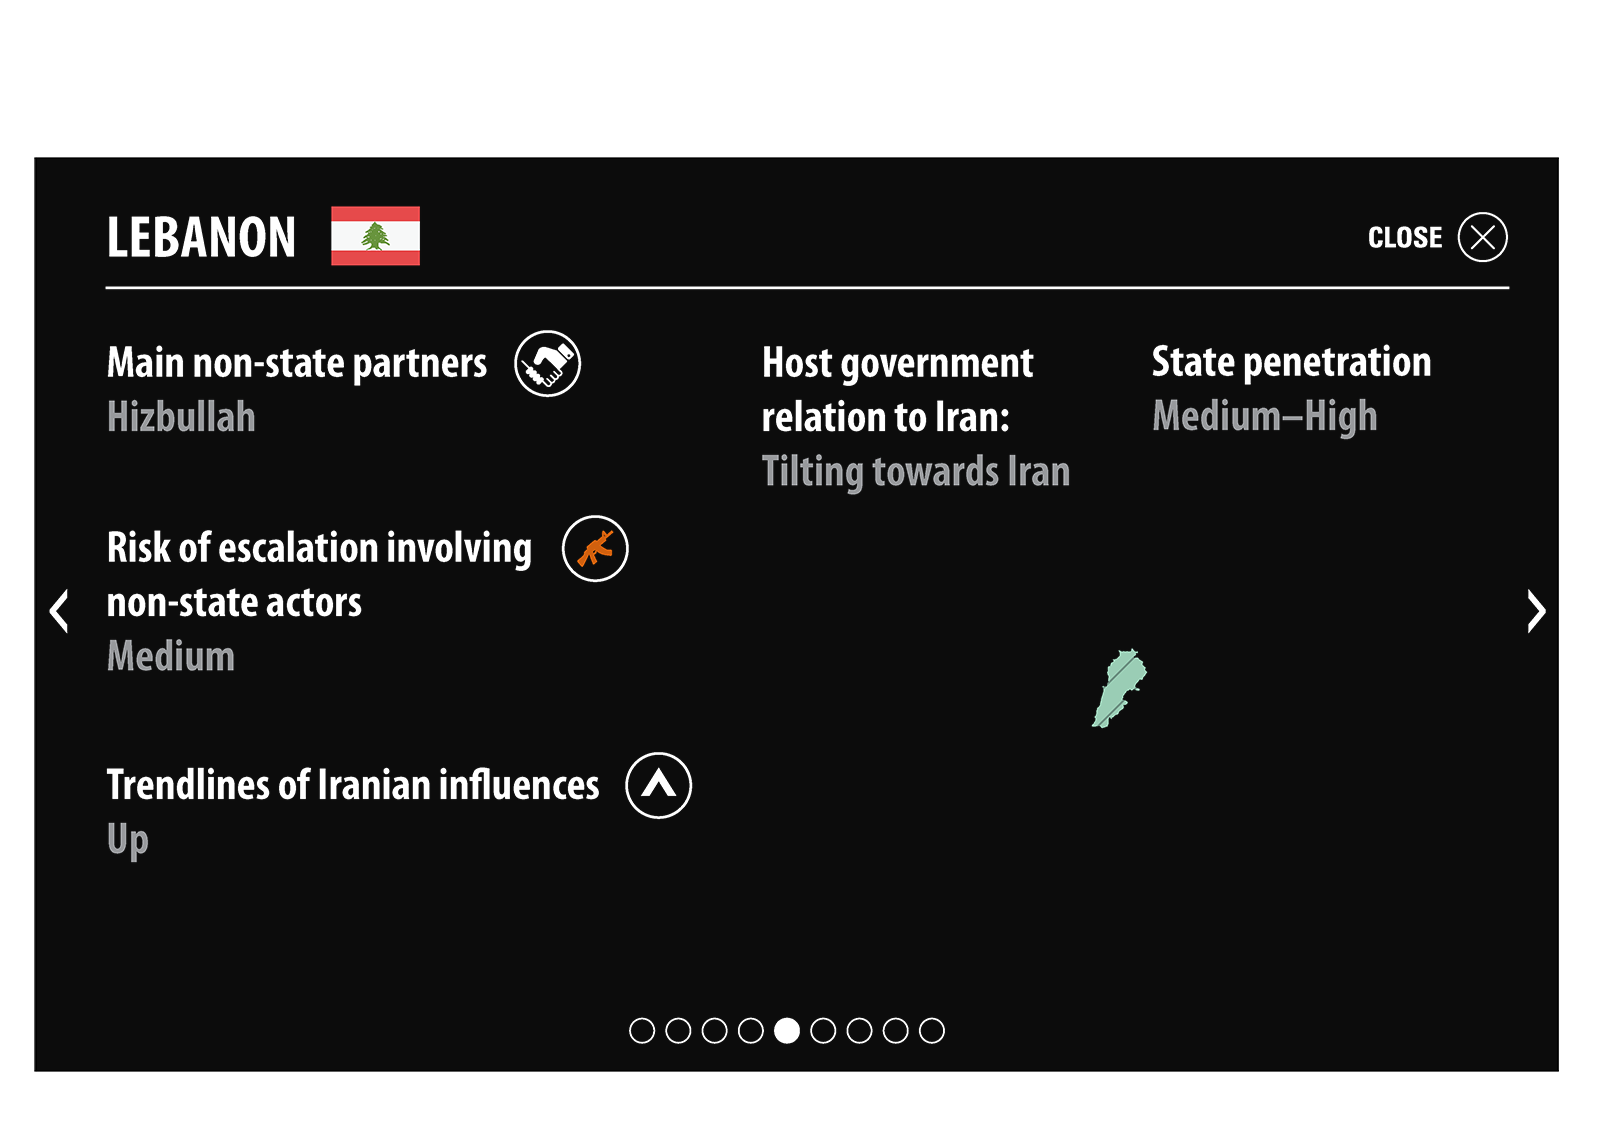 LEBANON
CLOSE
Main non-state partners
Hizbullah
Host government
relation to Iran:
Tilting towards Iran
State penetration
Medium–High
Risk of escalation involving
non-state actors
Medium
Trendlines of Iranian influences
Up